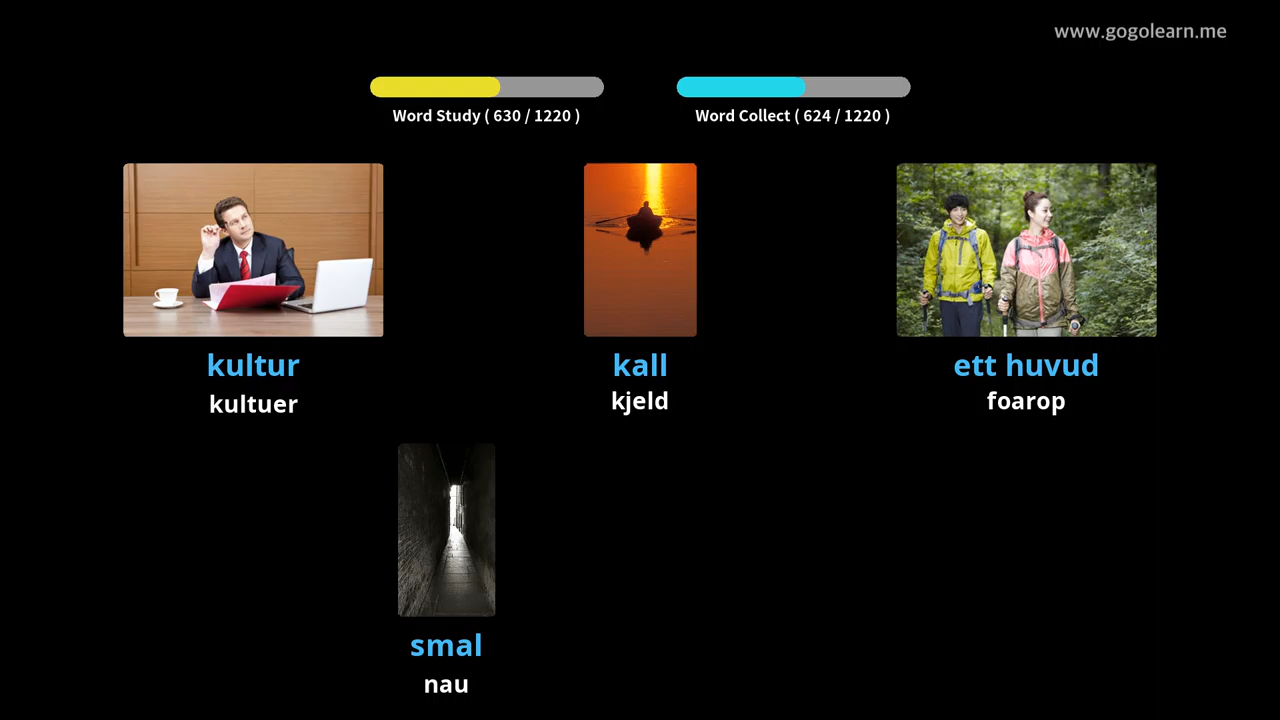 www.gogolearn.me
Word Study ( 630 / 1220 )
Word Collect ( 624 / 1220 )
kultur
kultuer
kall
kjeld
ett huvud
foarop
smal
nau